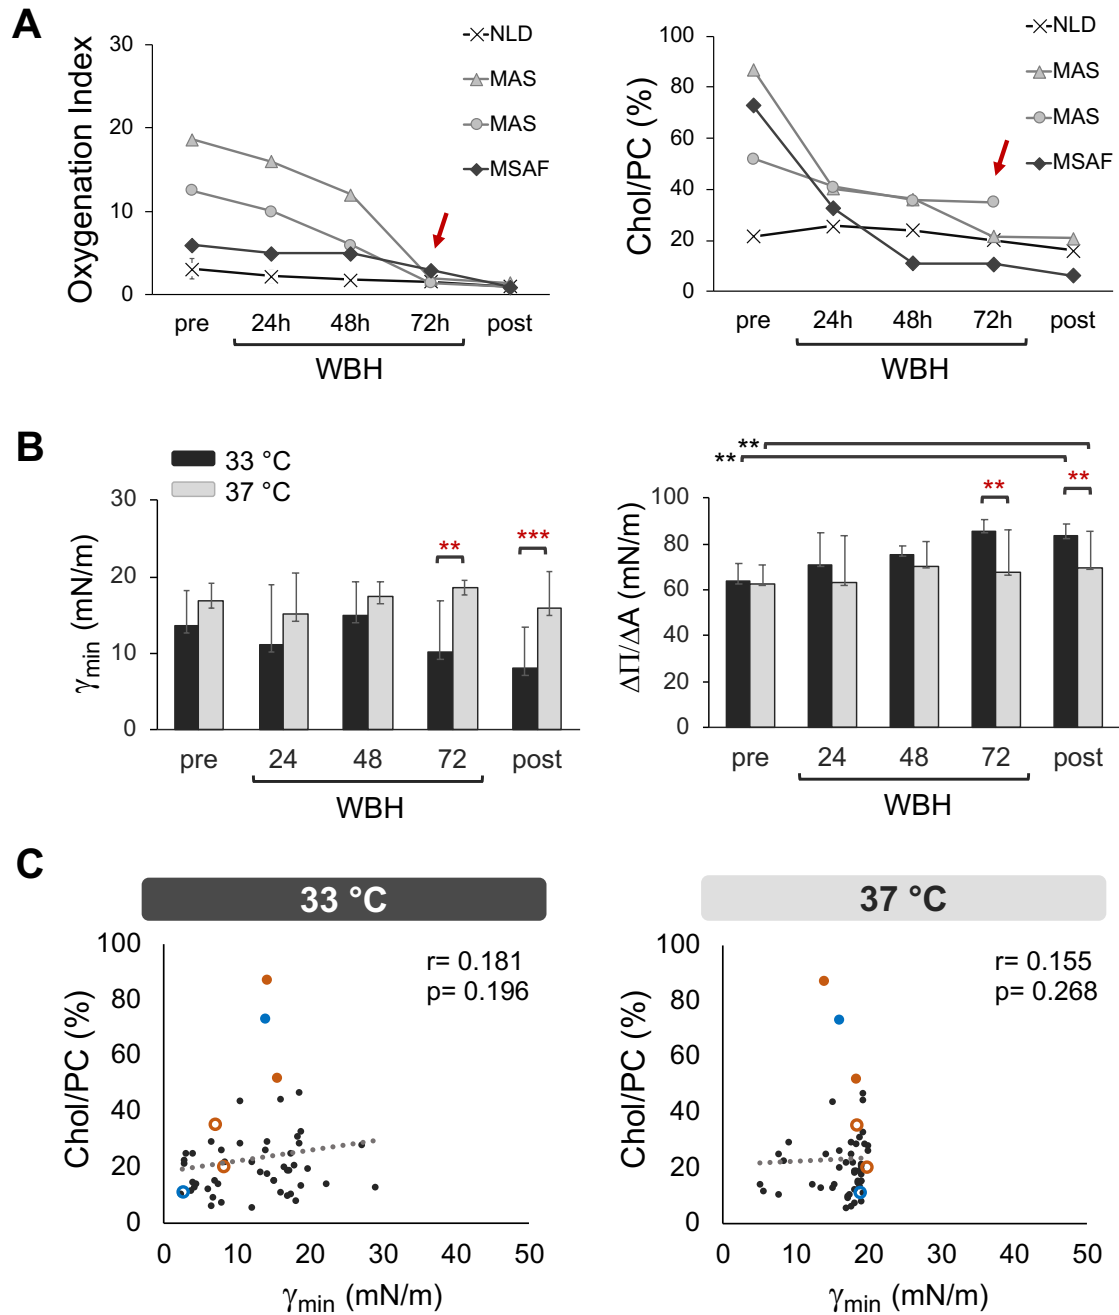 A
Oxygenation Index
30
20
10
0
NLD
MAS
MAS
MSAF
pre 24h 48h 72h post
WBH
Chol/PC (%)
100
80
60
40
20
0
NLD
MAS
MAS
MSAF
pre 24h 48h 72h post
WBH
B
33 °C
37 °C
γmin (mN/m)
30
20
10
0
**
***
pre 24 48 72 post
WBH
ΔΠ/ΔA (mN/m)
100
80
60
40
20
0
**
**
**
**
pre 24 48 72 post
WBH
C
33 °C
Chol/PC (%)
100
80
60
40
20
0
r= 0.181
p= 0.196
0 10 20 30 40 50
γmin (mN/m)
37 °C
Chol/PC (%)
100
80
60
40
20
0
r= 0.155
p= 0.268
0 10 20 30 40 50
γmin (mN/m)